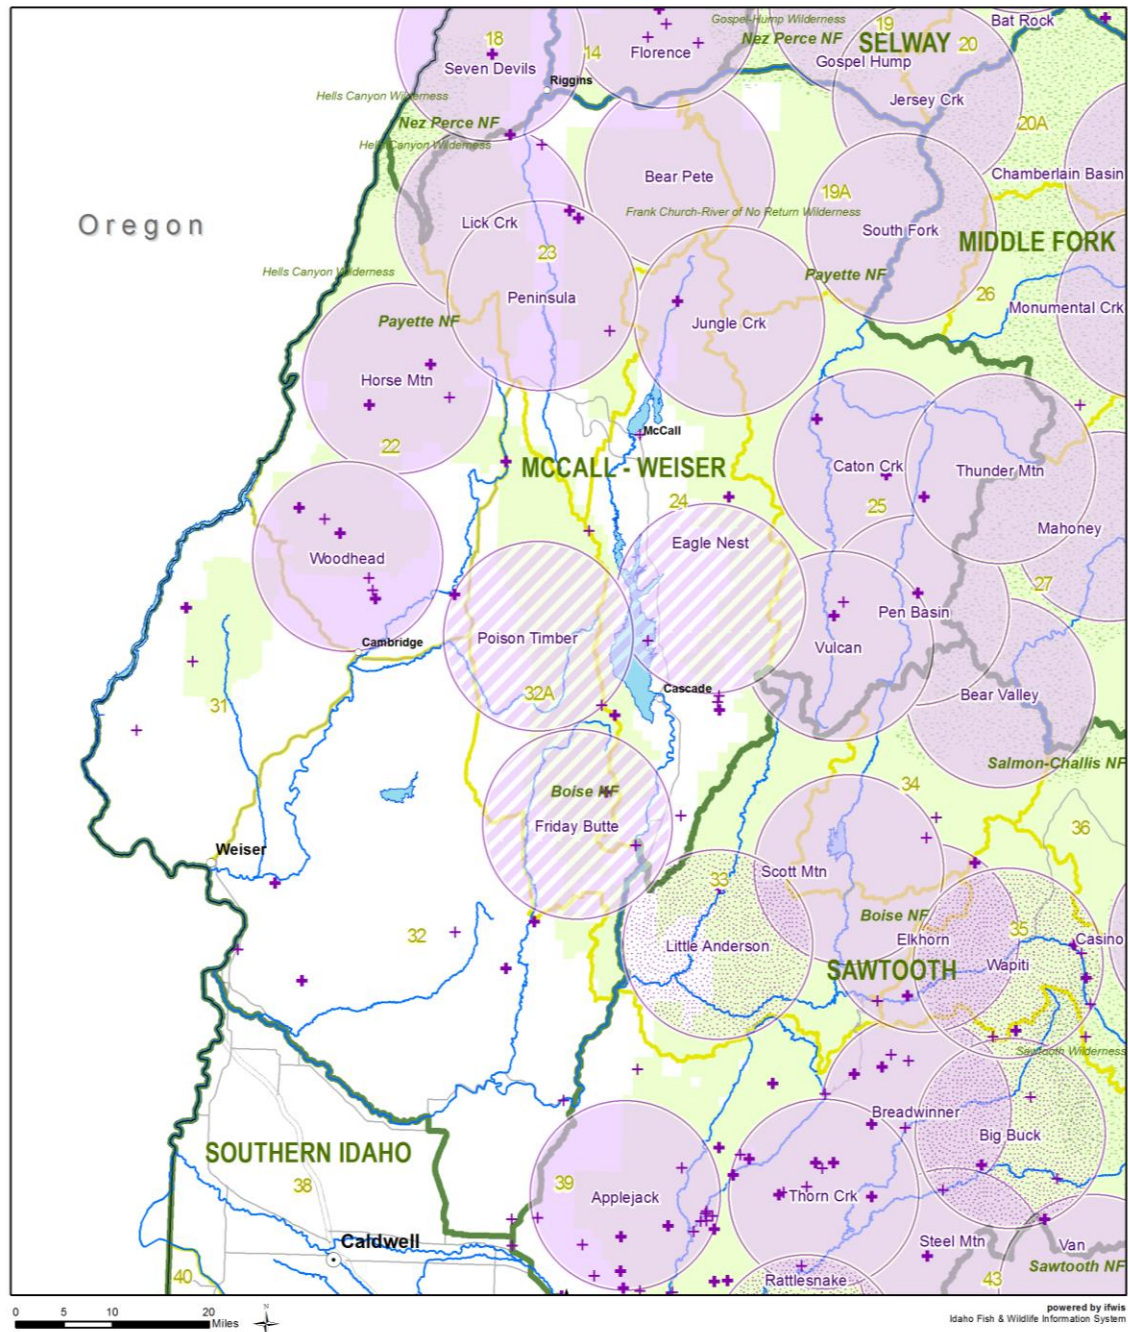 Gospel-Hump Wilderness
19
Bat Rock
18
14
Florence
Nez Perce NF
SELWAY
20
Seven Devils
Gospel Hump
Riggins
Hells Canyon Wilderness
Jersey Crk
Nez Perce NF
20A
Hells Canyon Wilderness
Bear Pete
Chamberlain Basin
19A
Frank Church-River of No Return Wilderness
Oregon
Lick Crk
South Fork
MIDDLE FORK
23
Hells Canyon Wilderness
Payette NF
26
Peninsula
Monumental Crk
Payette NF
Jungle Crk
Horse Mtn
McCall
22
MCCALL - WEISER
Caton Crk
Thunder Mtn
24
25
Mahoney
Eagle Nest
Woodhead
27
Pen Basin
Poison Timber
Cambridge
Vulcan
32A
Cascade
Bear Valley
31
Salmon-Challis NF
34
Boise NF
Friday Butte
36
Weiser
Scott Mtn
33
Boise NF
32
35
Little Anderson
Elkhorn
Casino
Wapiti
SAWTOOTH
Sawtooth Wilderness
Breadwinner
Big Buck
SOUTHERN IDAHO
38
39
Applejack
Thorn Crk
Caldwell
Steel Mtn
Van
Sawtooth NF
40
Rattlesnake
43
0 5 10 20
Miles
N
powered by ifwis
Idaho Fish & Wildlife Information System